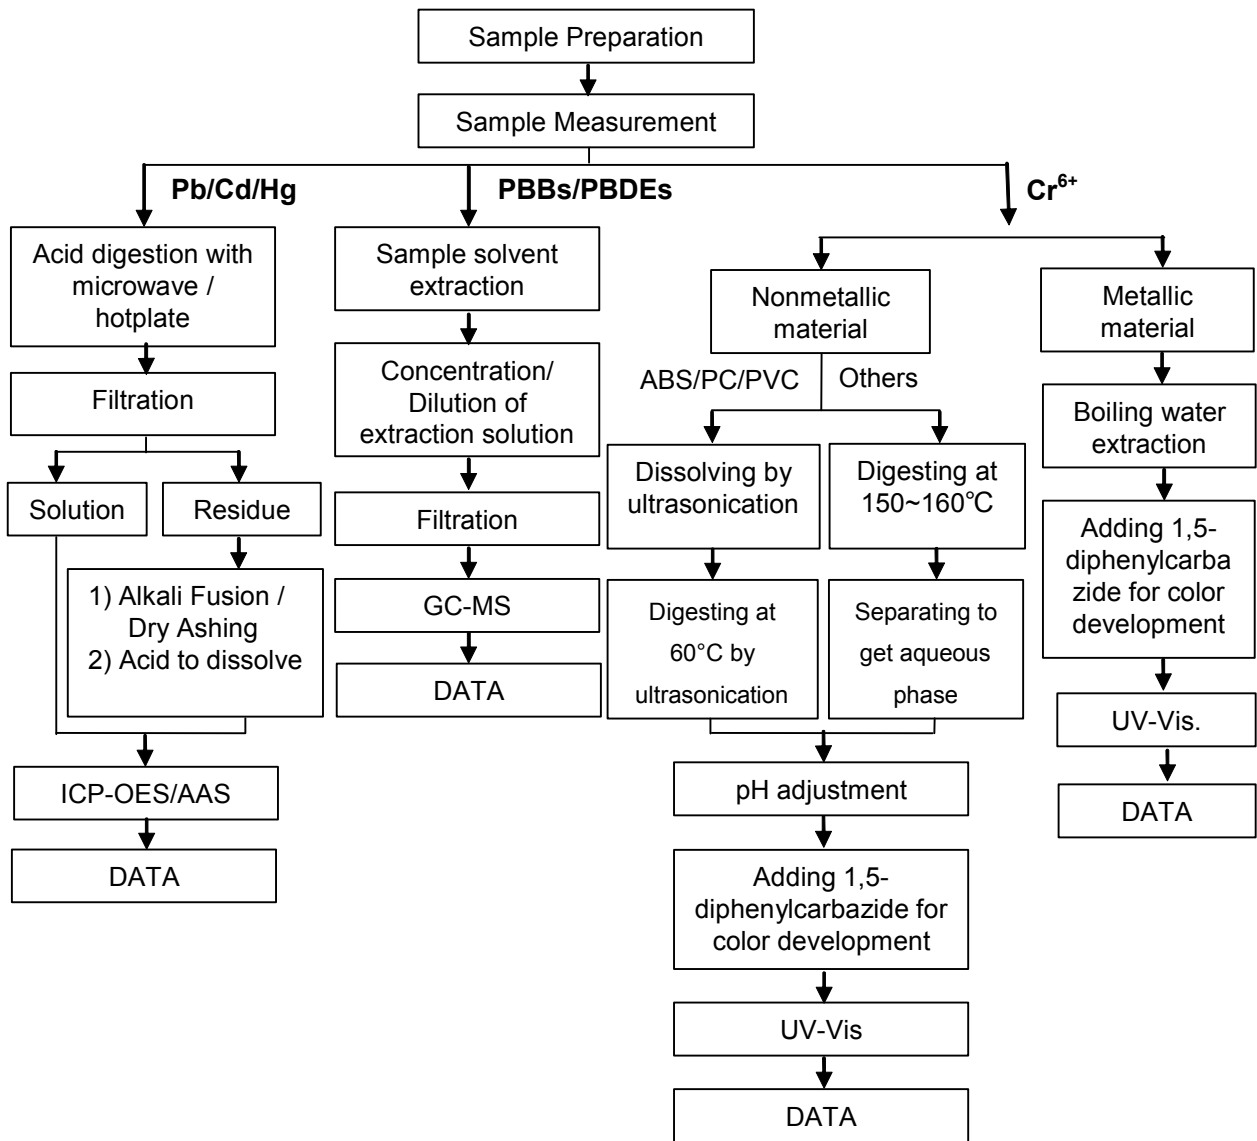 Sample Preparation
Sample Measurement
Pb/Cd/Hg
PBBs/PBDEs
Cr6+
Acid digestion with
microwave /
hotplate
Filtration
Solution
Residue
1) Alkali Fusion /
Dry Ashing
2) Acid to dissolve
ICP-OES/AAS
DATA
Sample solvent
extraction
Concentration/
Dilution of
extraction solution
Filtration
GC-MS
DATA
Nonmetallic
material
ABS/PC/PVC
Others
Dissolving by
ultrasonication
Digesting at
60°C by
ultrasonication
Digesting at
150~160℃
Separating to
get aqueous
phase
pH adjustment
Adding 1,5-
diphenylcarbazide for
color development
UV-Vis
DATA
Metallic
material
Boiling water
extraction
Adding 1,5-
diphenylcarba
zide for color
development
UV-Vis.
DATA